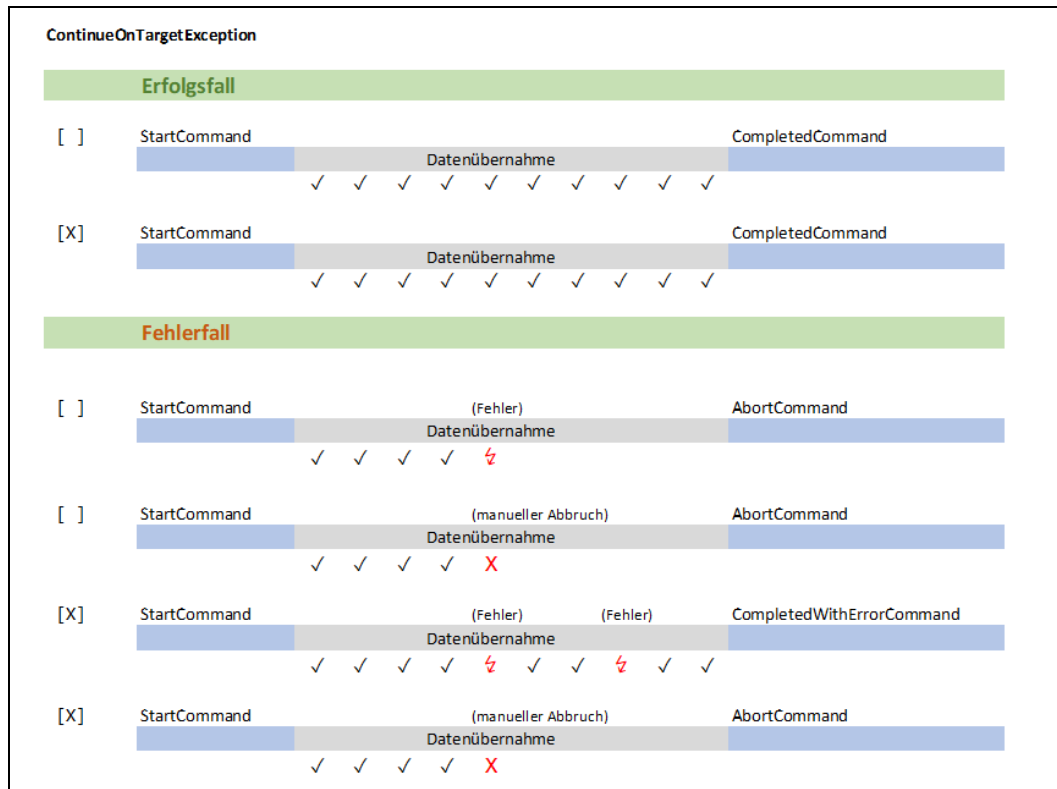 ContinueOnTargetException
Erfolgsfall
[ ] StartCommand CompletedCommand
Datenübernahme
✓ ✓ ✓ ✓ ✓ ✓ ✓ ✓ ✓ ✓
[X] StartCommand CompletedCommand
Datenübernahme
✓ ✓ ✓ ✓ ✓ ✓ ✓ ✓ ✓ ✓
Fehlerfall
[ ] StartCommand (Fehler) AbortCommand
Datenübernahme
✓ ✓ ✓ ✓ ↯
[ ] StartCommand (manueller Abbruch) AbortCommand
Datenübernahme
✓ ✓ ✓ ✓ X
[X] StartCommand (Fehler) (Fehler) CompletedWithErrorCommand
Datenübernahme
✓ ✓ ✓ ✓ ↯ ✓ ✓ ↯ ✓ ✓
[X] StartCommand (manueller Abbruch) AbortCommand
Datenübernahme
✓ ✓ ✓ ✓ X